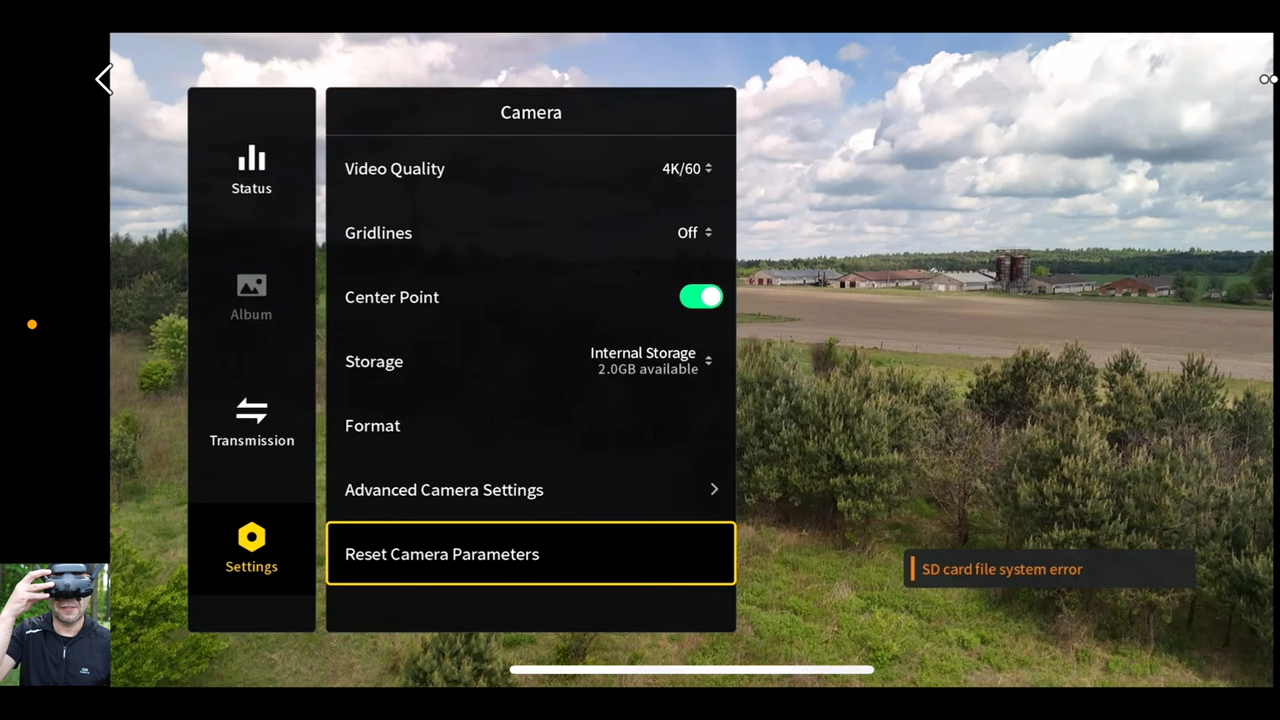 Camera
Status
Video Quality
4K/60
Gridlines
Off
Center Point
Album
Storage
Internal Storage
2.0GB available
Format
Transmission
Advanced Camera Settings
Settings
Reset Camera Parameters
SD card file system error